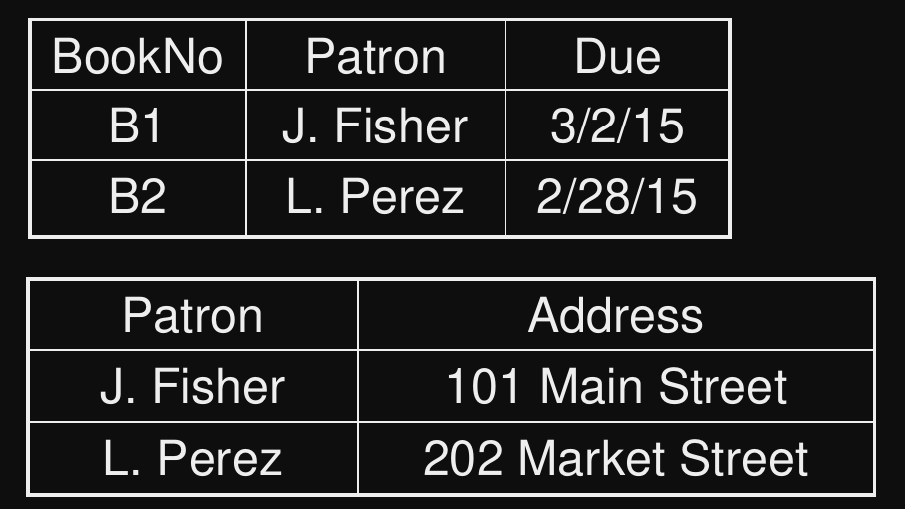 BookNo Patron Due
B1 J. Fisher 3/2/15
B2 L. Perez 2/28/15
Patron Address
J. Fisher 101 Main Street
L. Perez 202 Market Street